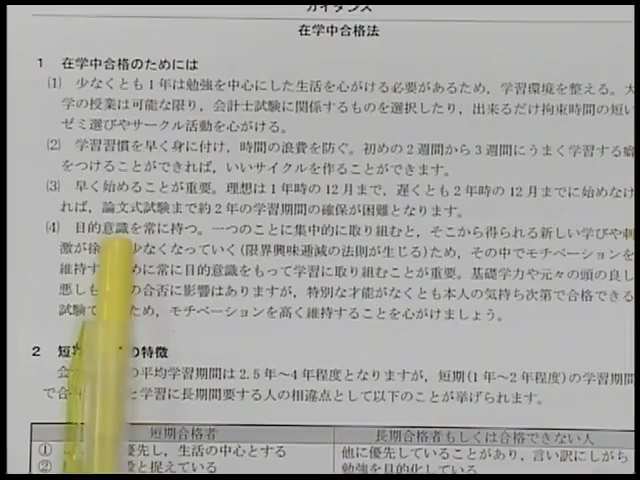 ガイダンス
在学中合格法
1 在学中合格のためには
(1) 少なくとも1年は勉強を中心にした生活を心がける必要があるため，学習環境を整える。大
学の授業は可能な限り，会計士試験に関係するものを選択したり，出来るだけ拘束時間の短い
ゼミ選びやサークル活動を心がける。
(2) 学習習慣を早く身に付け，時間の浪費を防ぐ。初めの2週間から3週間にうまく学習する癖
をつけることができれば，いいサイクルを作ることができます。
(3) 早く始めることが重要。理想は1年時の12月まで，遅くとも2年時の12月までに始めなけ
れば，論文式試験まで約2年の学習期間の確保が困難となります。
(4) 目的意識を常に持つ。一つのことに集中的に取り組むと，そこから得られる新しい学びや刺
激が徐 少なくなっていく(限界興味逓減の法則が生じる)ため，その中でモチベーションを
維持す ために常に目的意識をもって学習に取り組むことが重要。基礎学力や元々の頭の良し
悪しも の合否に影響はありますが，特別な才能がなくとも本人の気持ち次第で合格できる
試験で ため，モチベーションを高く維持することを心がけましょう。
2 短 の特徴
会 の平均学習期間は2.5年～4年程度となりますが，短期(1年～2年程度)の学習期間
で合 と学習に長期間要する人の相違点として以下のことが挙げられます。
短期合格者 長期合格者もしくは合格できない人
① 優先し，生活の中心とする 他に優先していることがあり，言い訳にしがち
② と捉えている 勉強を目的化している